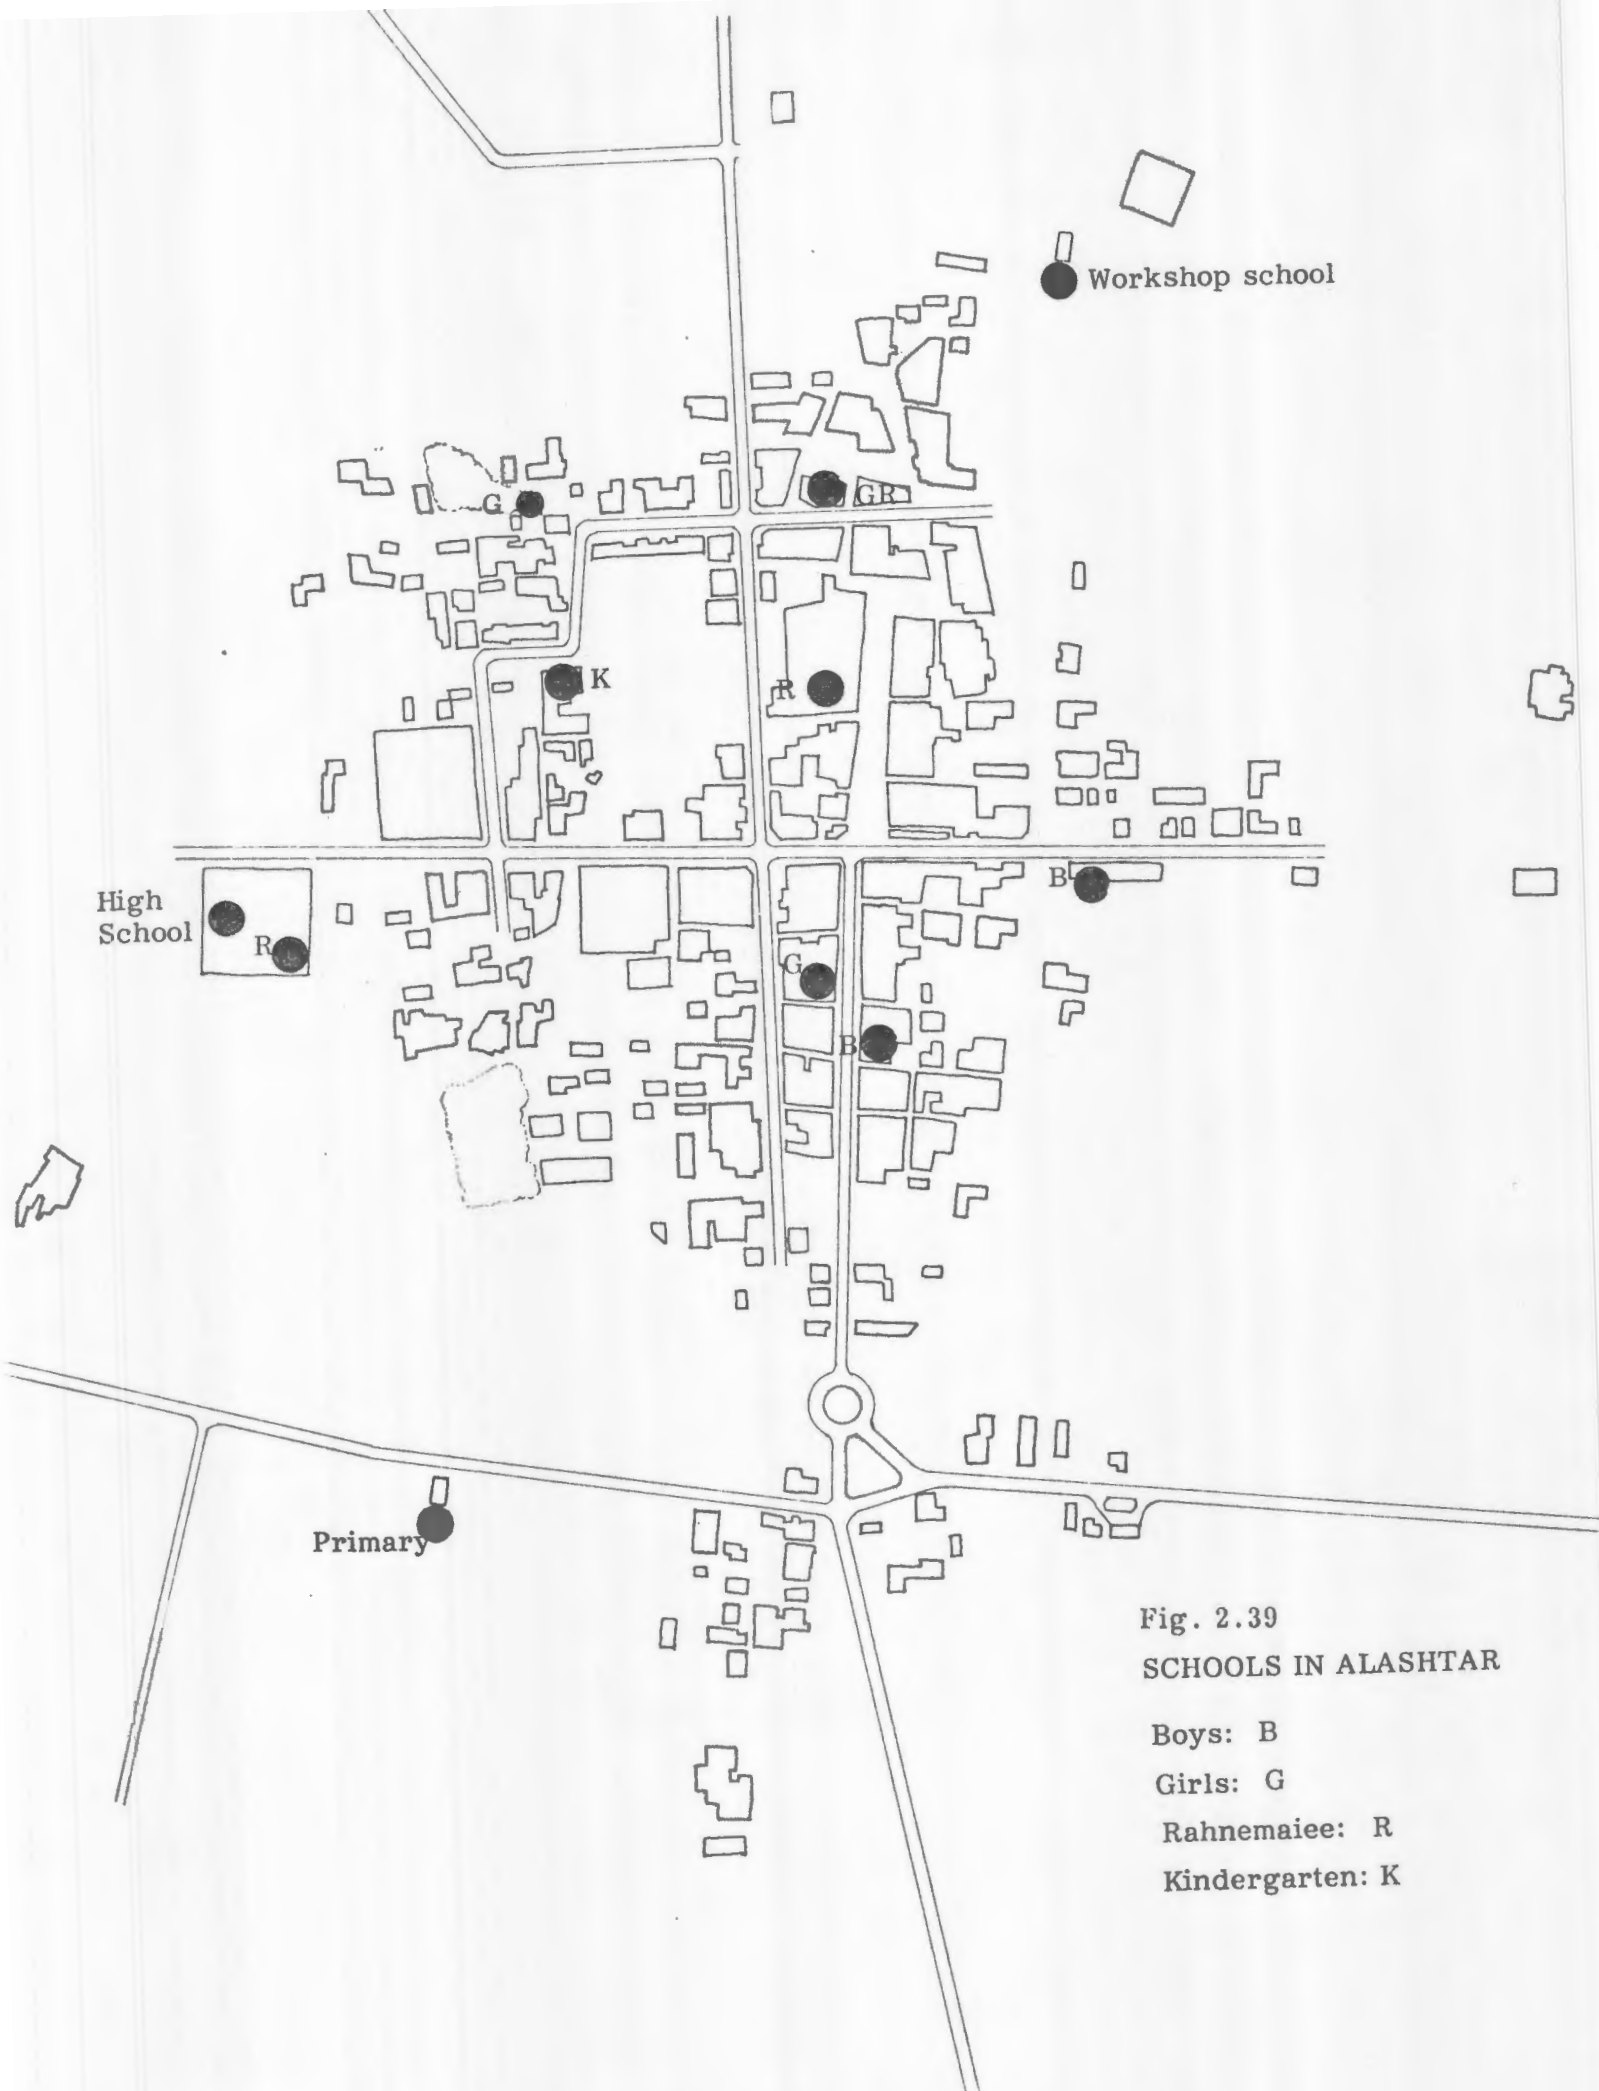 Workshop school
G
GR
K
R
B
High
School
R
G
B
Primary
Fig. 2.39
SCHOOLS IN ALASHTAR
Boys: B
Girls: G
Rahnemaiee: R
Kindergarten: K